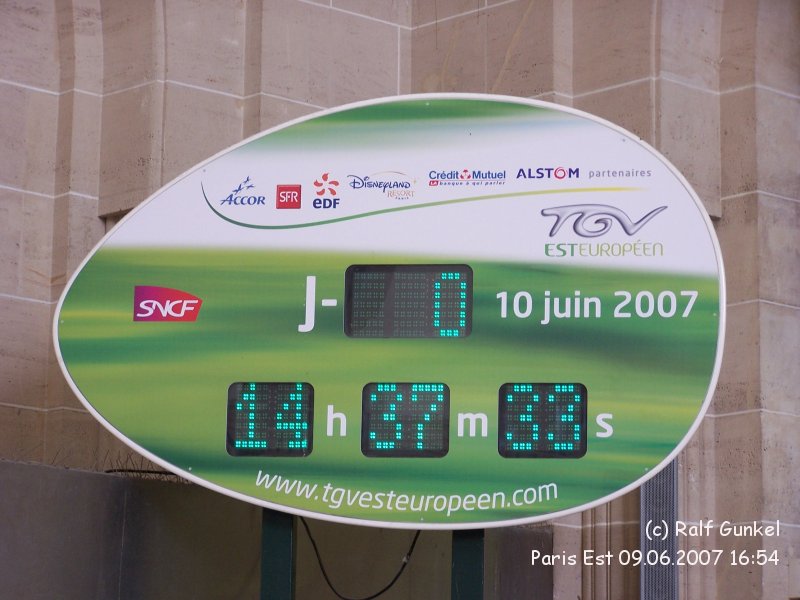 ACCOR SFR eDF Disneyland RESORT PARIS Crédit Mutuel LA banque à qui parler ALSTOM partenaires
TGV
EST EUROPÉEN
SNCF J- 0 10 juin 2007
14 h 37 m 33 s
www.tgvesteuropeen.com
(c) Ralf Gunkel
Paris Est 09.06.2007 16:54